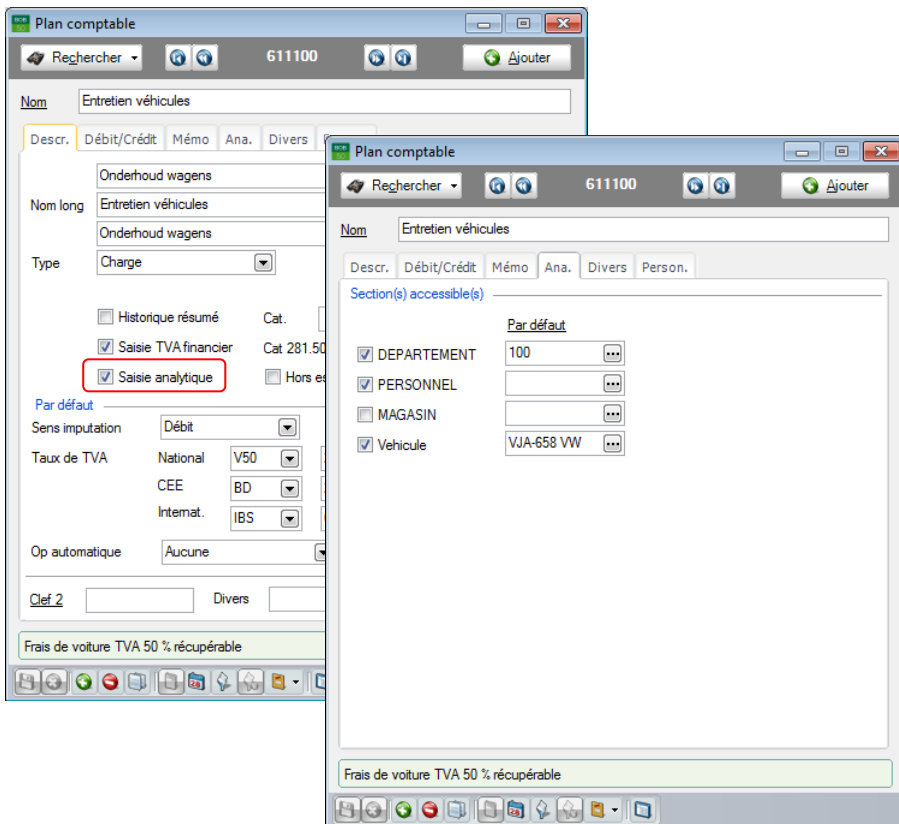 Plan comptable
Rechercher 611100 Ajouter
Nom Entretien véhicules
Descr. Débit/Crédit Mémo Ana. Divers
Onderhoud wagens
Nom long Entretien véhicules
Onderhoud wagens
Type Charge
Historique résumé Cat.
Saisie TVA financier Cat 281.50
Saisie analytique Hors es
Par défaut
Sens imputation Débit
Taux de TVA National V50
CEE BD
Internat. IBS
Op automatique Aucune
Clef 2 Divers
Frais de voiture TVA 50 % récupérable
Plan comptable
Rechercher 611100 Ajouter
Nom Entretien véhicules
Descr. Débit/Crédit Mémo Ana. Divers Person.
Section(s) accessible(s)
Par défaut
DEPARTEMENT 100
PERSONNEL
MAGASIN
Vehicule VJA-658 VW
Frais de voiture TVA 50 % récupérable